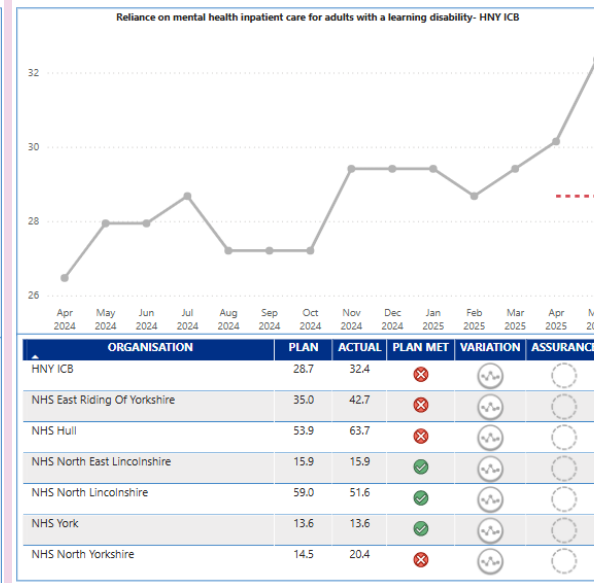 Reliance on mental health inpatient care for adults with a learning disability- HNY ICB
32
30
28
26
Apr May Jun Jul Aug Sep Oct Nov Dec Jan Feb Mar Apr
2024 2024 2024 2024 2024 2024 2024 2024 2024 2025 2025 2025 2025
ORGANISATION PLAN ACTUAL PLAN MET VARIATION ASSURANCE
HNY ICB 28.7 32.4
NHS East Riding Of Yorkshire 35.0 42.7
NHS Hull 53.9 63.7
NHS North East Lincolnshire 15.9 15.9
NHS North Lincolnshire 59.0 51.6
NHS York 13.6 13.6
NHS North Yorkshire 14.5 20.4